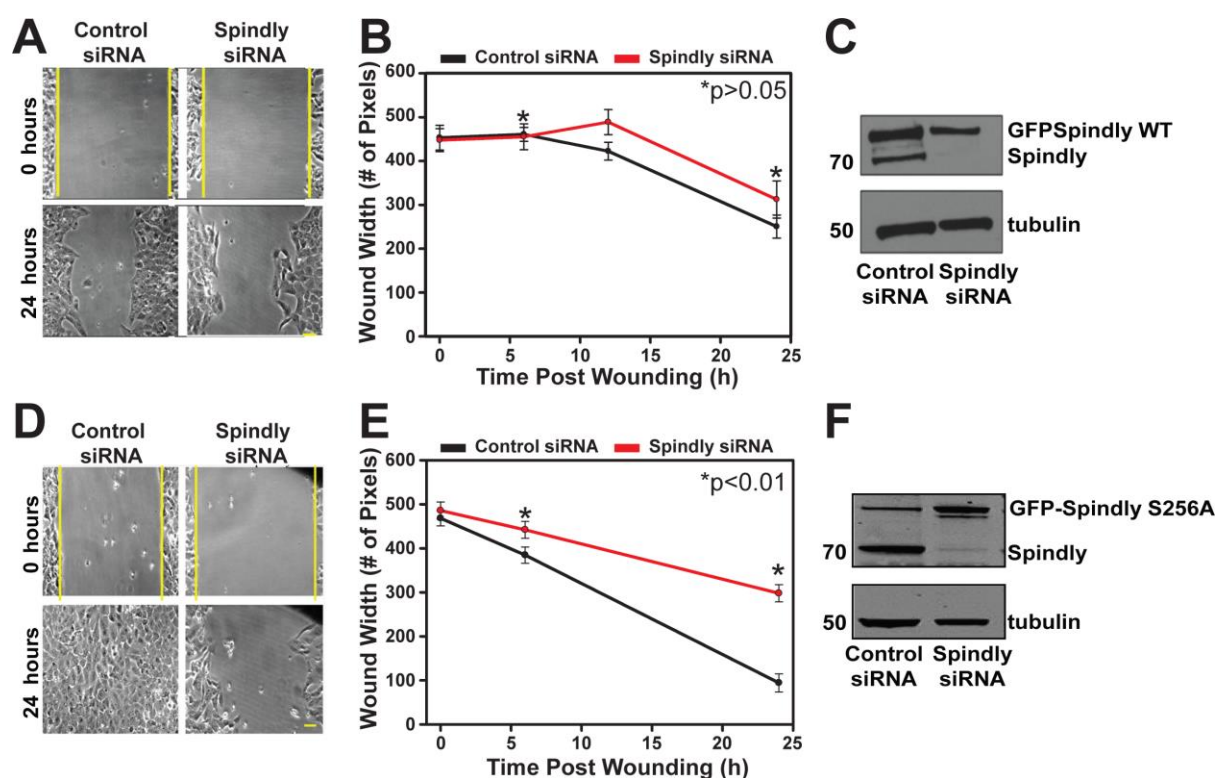 A
Control
siRNA
Spindly
siRNA
0 hours
24 hours
B
Control siRNA
Spindly siRNA
*p>0.05
Wound Width (# of Pixels)
600
500
400
300
200
100
0
*
*
0
5
10
15
20
25
Time Post Wounding (h)
C
GFPSpindly WT
70
Spindly
50
tubulin
Control
siRNA
Spindly
siRNA
D
Control
siRNA
Spindly
siRNA
0 hours
24 hours
E
Control siRNA
Spindly siRNA
*p<0.01
Wound Width (# of Pixels)
600
500
400
300
200
100
0
*
*
0
5
10
15
20
25
Time Post Wounding (h)
F
GFP-Spindly S256A
70
Spindly
50
tubulin
Control
siRNA
Spindly
siRNA